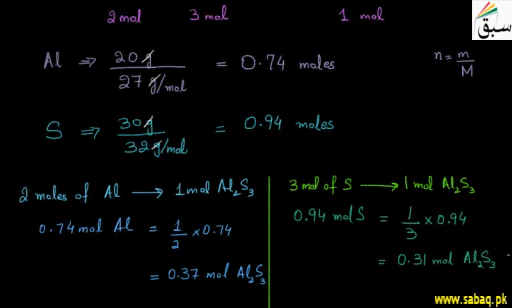 2 mol 3 mol 1 mol
سبق
Al ⇒ 20 g / 27 g/mol = 0.74 moles
n = m / M
S ⇒ 30 g / 32 g/mol = 0.94 moles
2 moles of Al → 1 mol Al₂S₃
0.74 mol Al = 1/2 × 0.74
= 0.37 mol Al₂S₃
3 mol of S → 1 mol Al₂S₃
0.94 mol S = 1/3 × 0.94
= 0.31 mol Al₂S₃
www.sabaq.pk